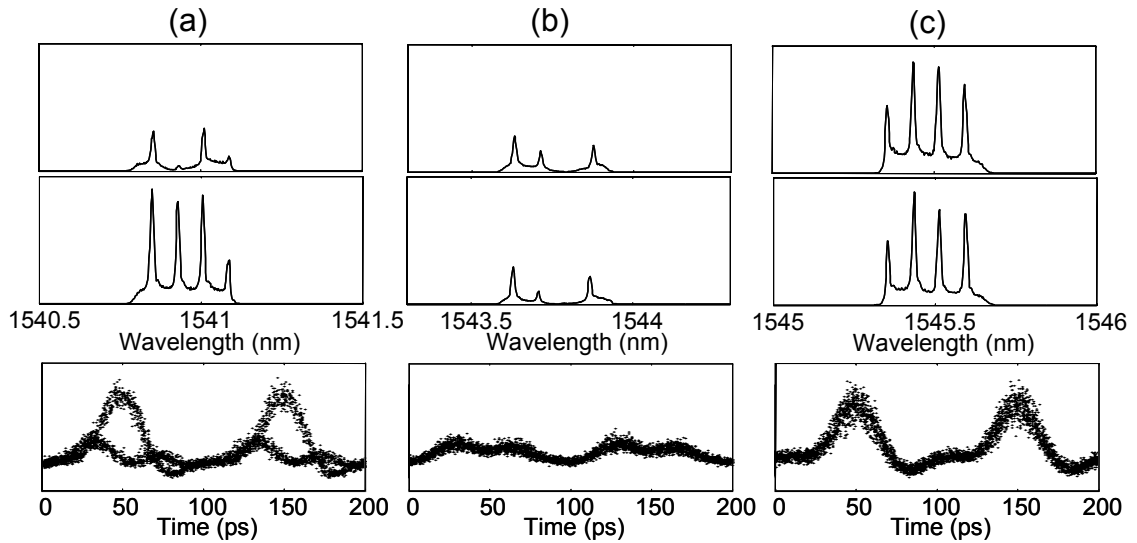 (a) (b) (c)
1540.5 1541 1541.5 1543.5 1544 1545 1545.6 1546
Wavelength (nm) Wavelength (nm) Wavelength (nm)
0 50 100 150 200 0 50 100 150 200 0 50 100 150 200
Time (ps) Time (ps) Time (ps)